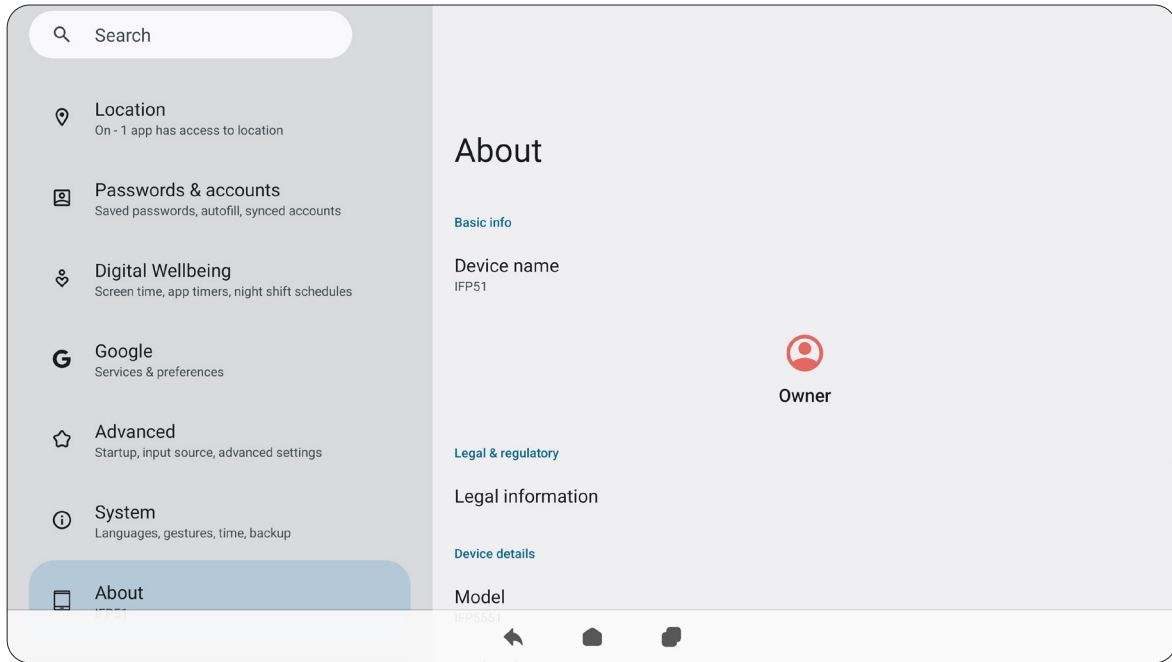 Search
Location
On - 1 app has access to location
Passwords & accounts
Saved passwords, autofill, synced accounts
Digital Wellbeing
Screen time, app timers, night shift schedules
Google
Services & preferences
Advanced
Startup, input source, advanced settings
System
Languages, gestures, time, backup
About
IFP51
About
Basic info
Device name
IFP51
Owner
Legal & regulatory
Legal information
Device details
Model
IFP5551